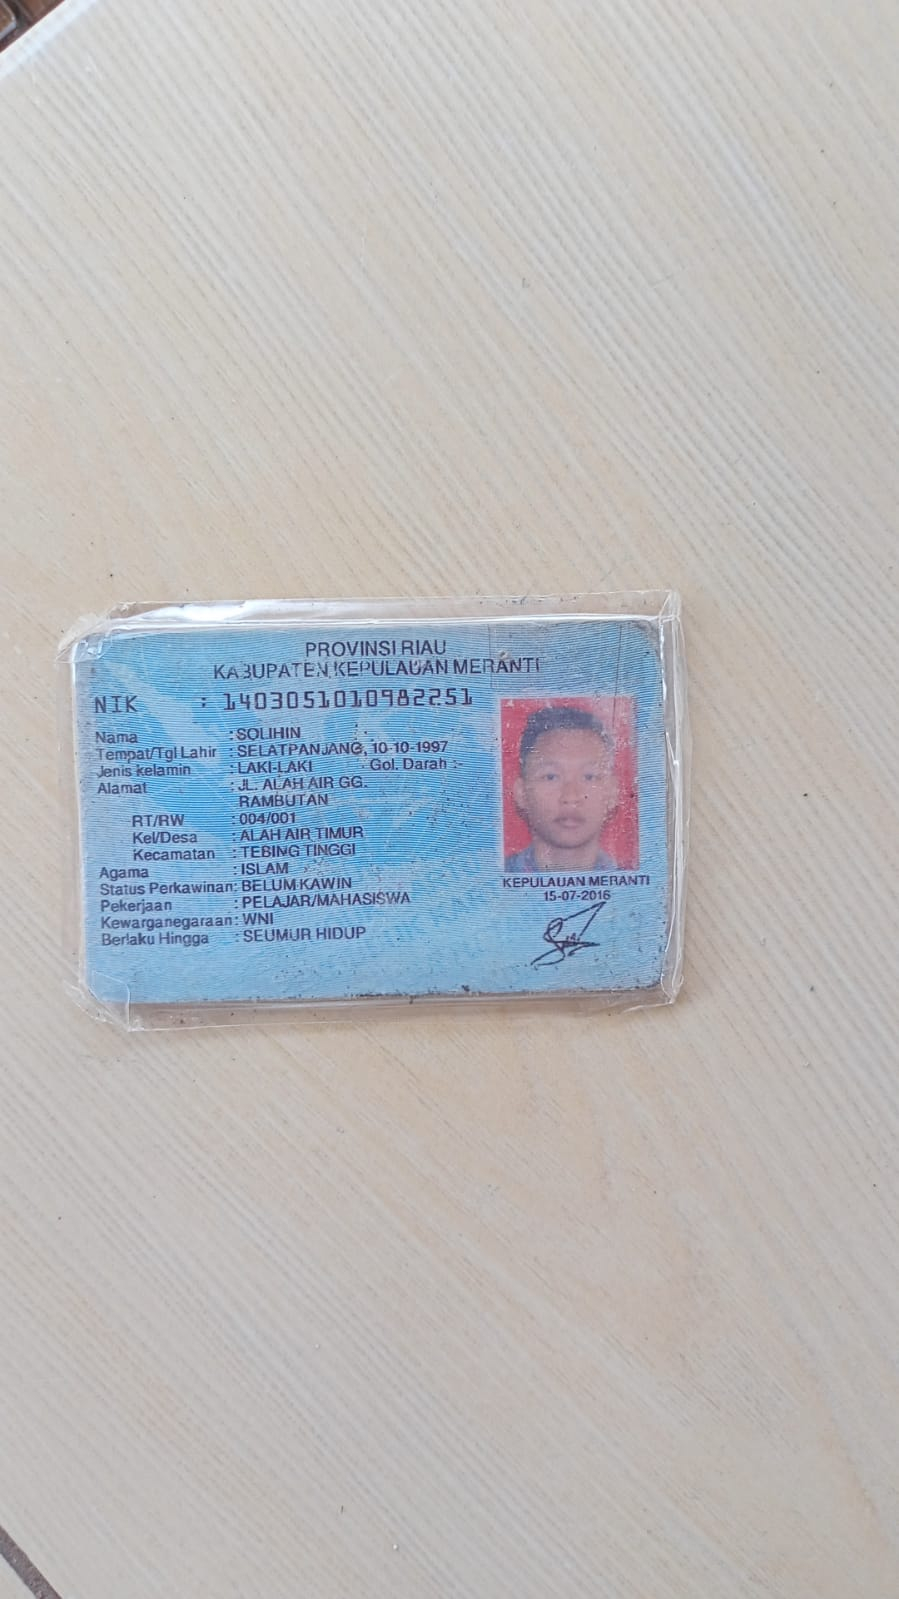 PROVINSI RIAU
KABUPATEN KEPULAUAN MERANTI
NIK : 1403051010982251
Nama : SOLIHIN
Tempat/Tgl Lahir : SELATPANJANG, 10-10-1997
Jenis kelamin : LAKI-LAKI Gol. Darah :-
Alamat : JL. ALAH AIR GG.
RAMBUTAN
RT/RW : 004/001
Kel/Desa : ALAH AIR TIMUR
Kecamatan : TEBING TINGGI
Agama : ISLAM
Status Perkawinan: BELUM KAWIN
Pekerjaan : PELAJAR/MAHASISWA
Kewarganegaraan: WNI
Berlaku Hingga : SEUMUR HIDUP
KEPULAUAN MERANTI
15-07-2016